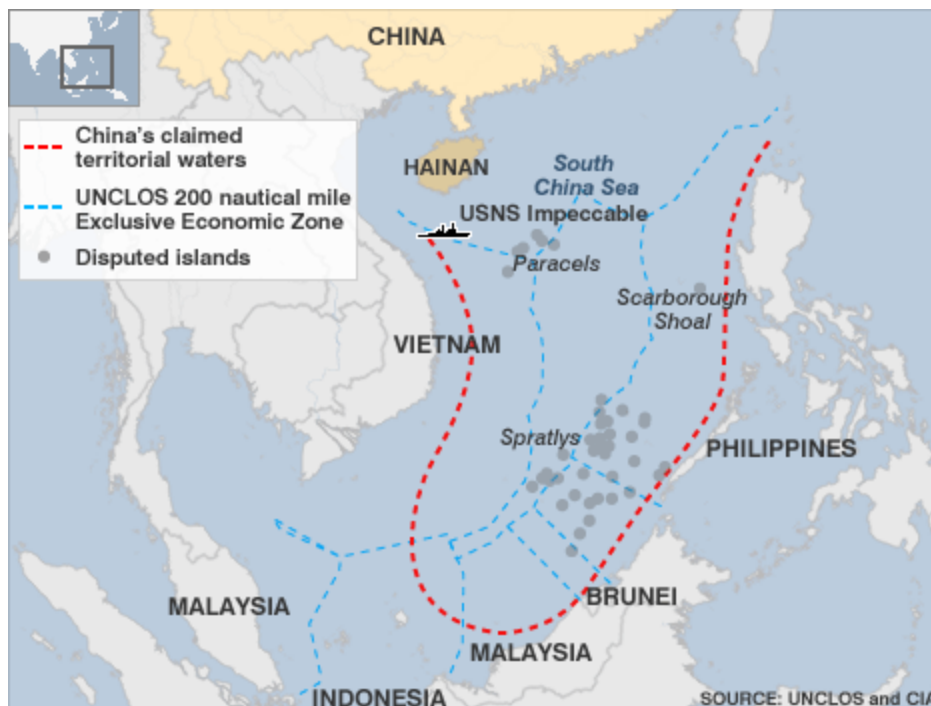 CHINA
China's claimed
territorial waters
UNCLOS 200 nautical mile
Exclusive Economic Zone
Disputed islands
HAINAN
South
China Sea
USNS Impeccable
Paracels
Scarborough
Shoal
VIETNAM
Spratlys
PHILIPPINES
BRUNEI
MALAYSIA
MALAYSIA
INDONESIA
SOURCE: UNCLOS and CIA